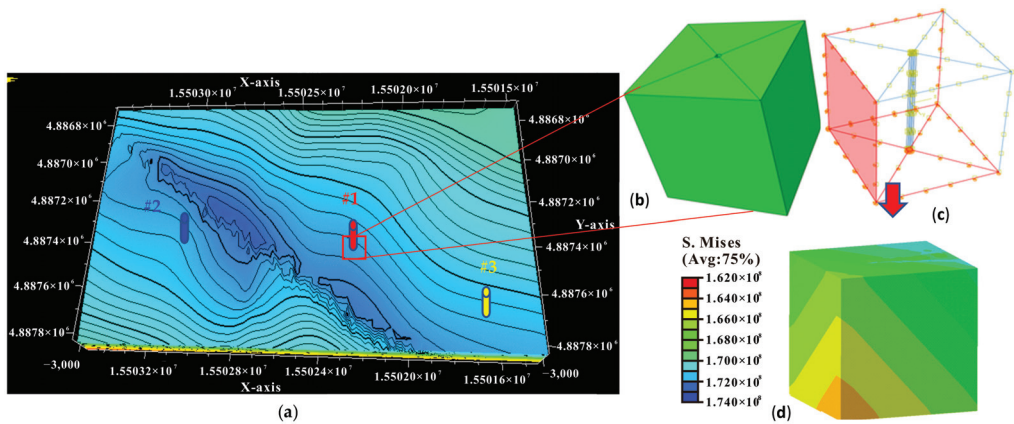 X-axis
1.55030×10⁷ 1.55025×10⁷ 1.55020×10⁷ 1.55015×10⁷
4.8868×10⁶ 4.8868×10⁶
4.8870×10⁶ 4.8870×10⁶
4.8872×10⁶ 4.8872×10⁶
#2 #1 Y-axis
4.8874×10⁶ 4.8874×10⁶
#3
4.8876×10⁶ 4.8876×10⁶
4.8878×10⁶ 4.8878×10⁶
−3,000 −3,000
1.55032×10⁷ 1.55028×10⁷ 1.55024×10⁷ 1.55020×10⁷ 1.55016×10⁷
X-axis
(a)
(b)
(c)
S. Mises
(Avg:75%)
1.620×10⁸
1.640×10⁸
1.660×10⁸
1.680×10⁸
1.700×10⁸
1.720×10⁸
1.740×10⁸
(d)